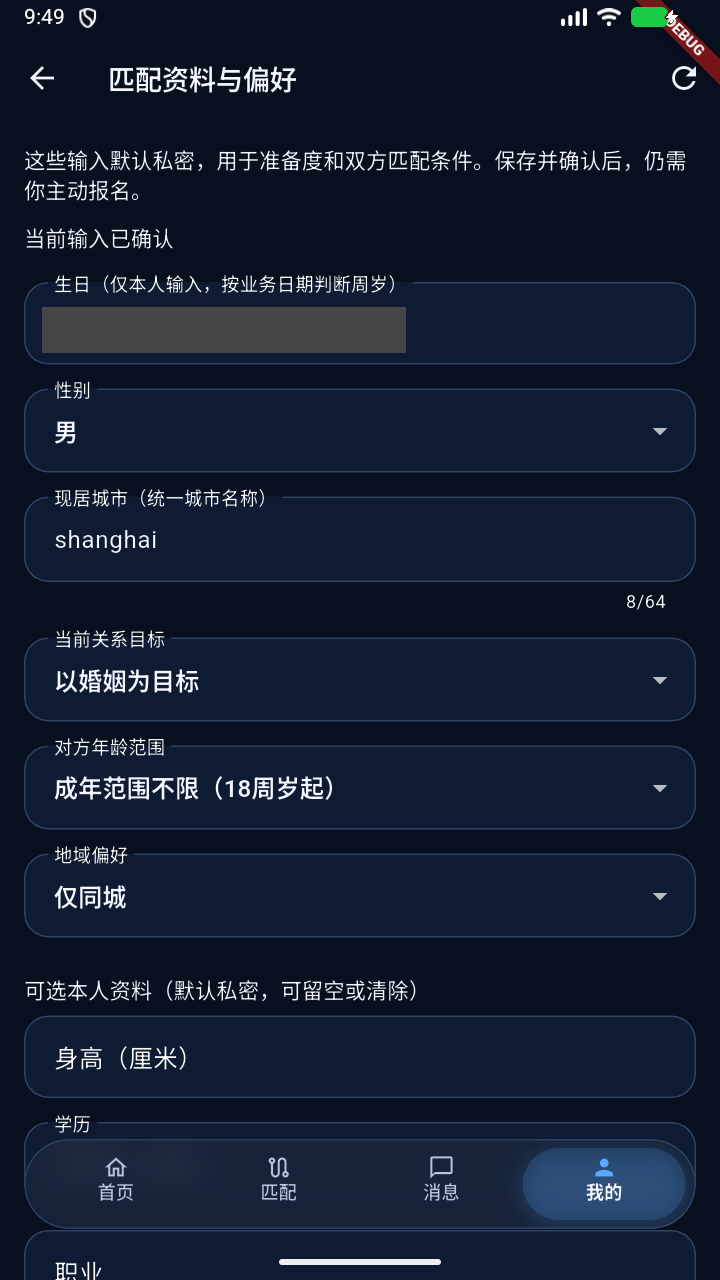 9:49
DEBUG
匹配资料与偏好
这些输入默认私密，用于准备度和双方匹配条件。保存并确认后，仍需
你主动报名。
当前输入已确认
生日（仅本人输入，按业务日期判断周岁）
性别
男
现居城市（统一城市名称）
shanghai
8/64
当前关系目标
以婚姻为目标
对方年龄范围
成年范围不限（18周岁起）
地域偏好
仅同城
可选本人资料（默认私密，可留空或清除）
身高（厘米）
学历
首页
匹配
消息
我的
职业